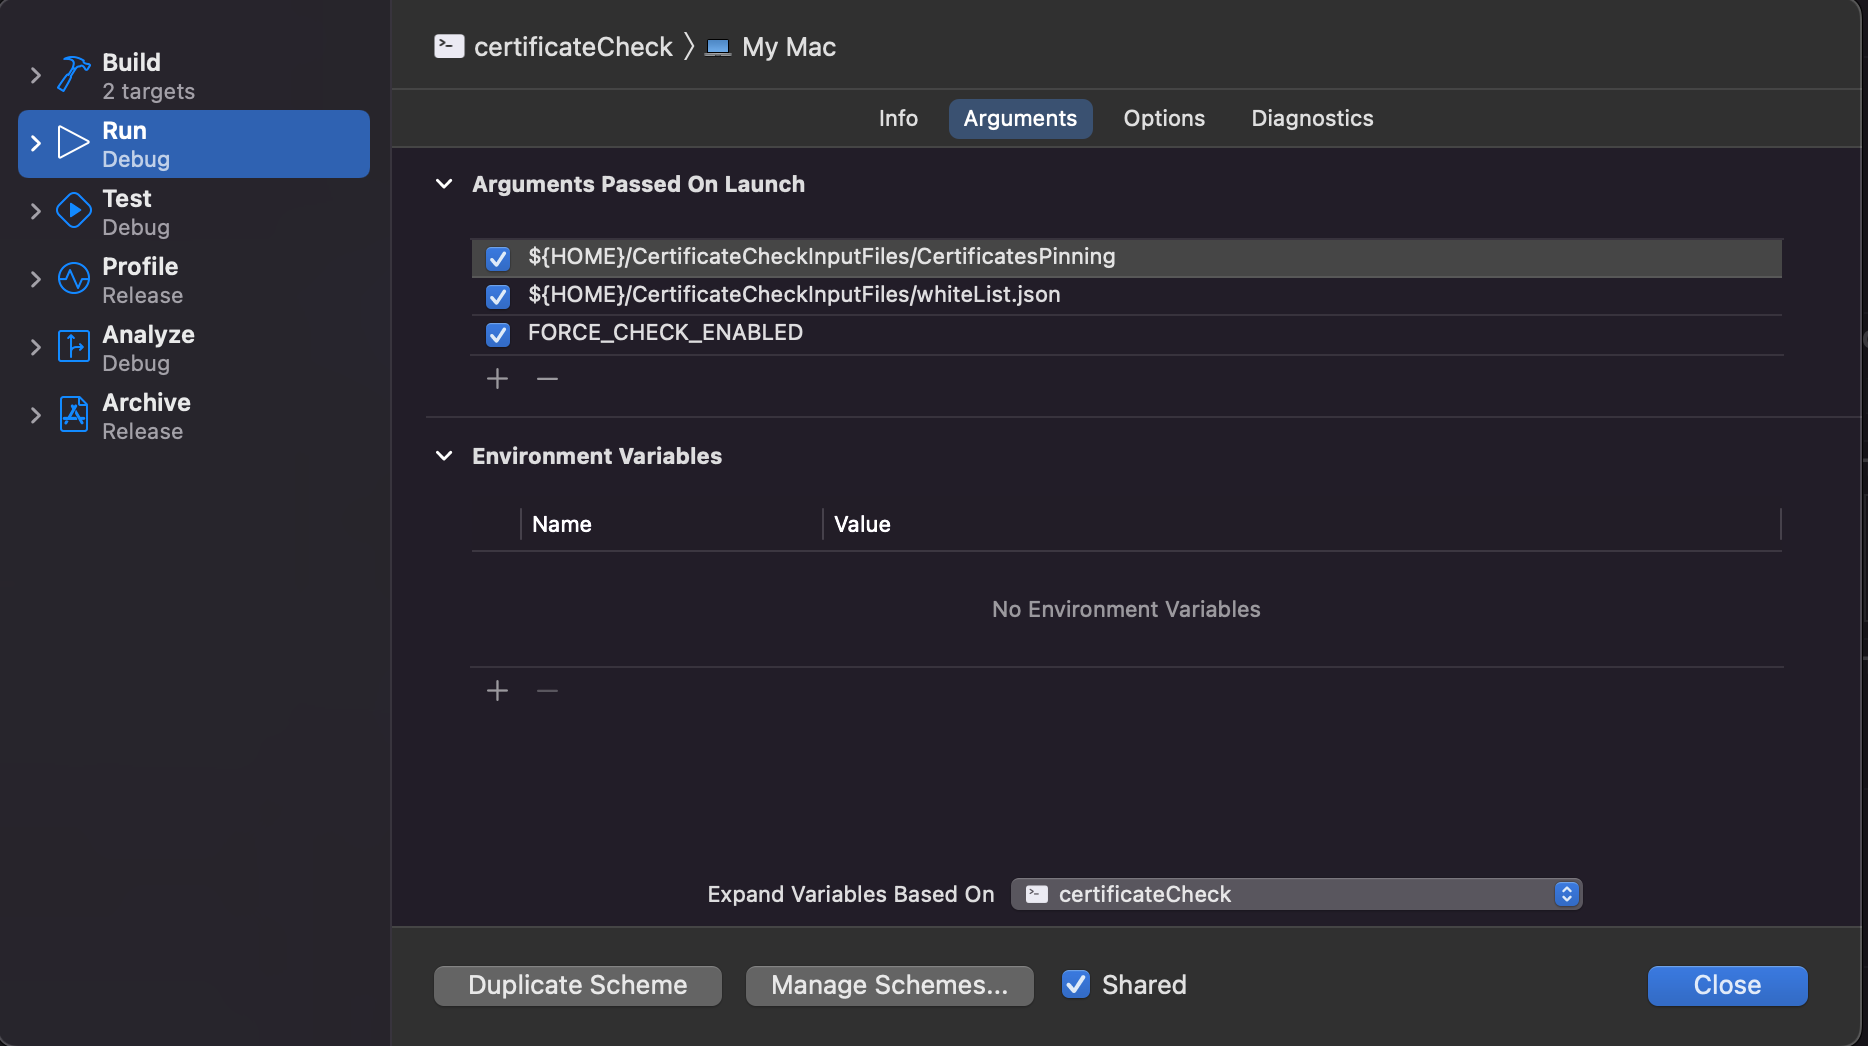 Build
2 targets
Run
Debug
Test
Debug
Profile
Release
Analyze
Debug
Archive
Release
certificateCheck 〉 My Mac
Info Arguments Options Diagnostics
Arguments Passed On Launch
${HOME}/CertificateCheckInputFiles/CertificatesPinning
${HOME}/CertificateCheckInputFiles/whiteList.json
FORCE_CHECK_ENABLED
Environment Variables
Name Value
No Environment Variables
Expand Variables Based On certificateCheck
Duplicate Scheme Manage Schemes... Shared Close